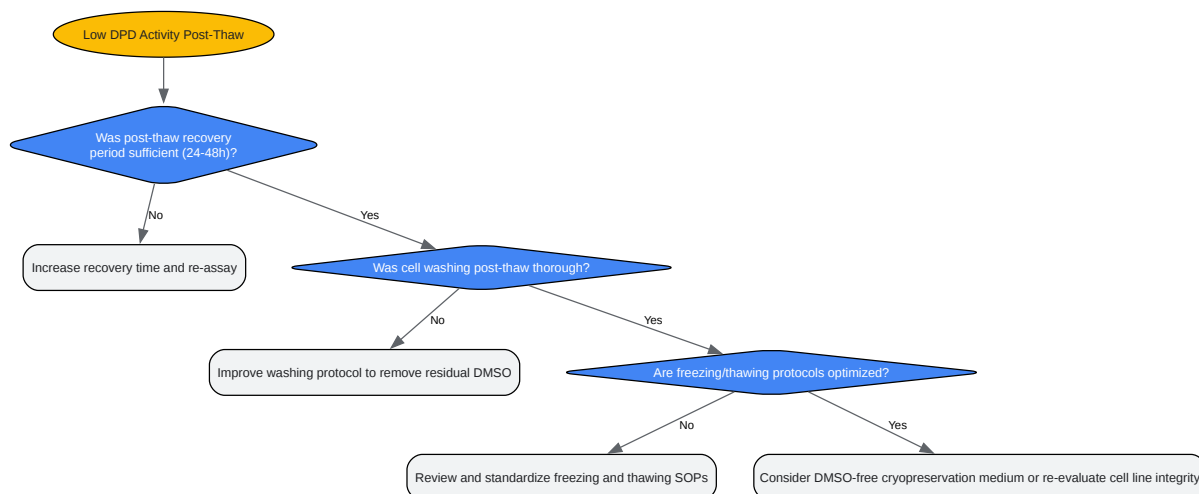 Low DPD Activity Post-Thaw
Was post-thaw recovery
period sufficient (24-48h)?
No
Yes
Increase recovery time and re-assay
Was cell washing post-thaw thorough?
No
Yes
Improve washing protocol to remove residual DMSO
Are freezing/thawing protocols optimized?
No
Yes
Review and standardize freezing and thawing SOPs
Consider DMSO-free cryopreservation medium or re-evaluate cell line integrity